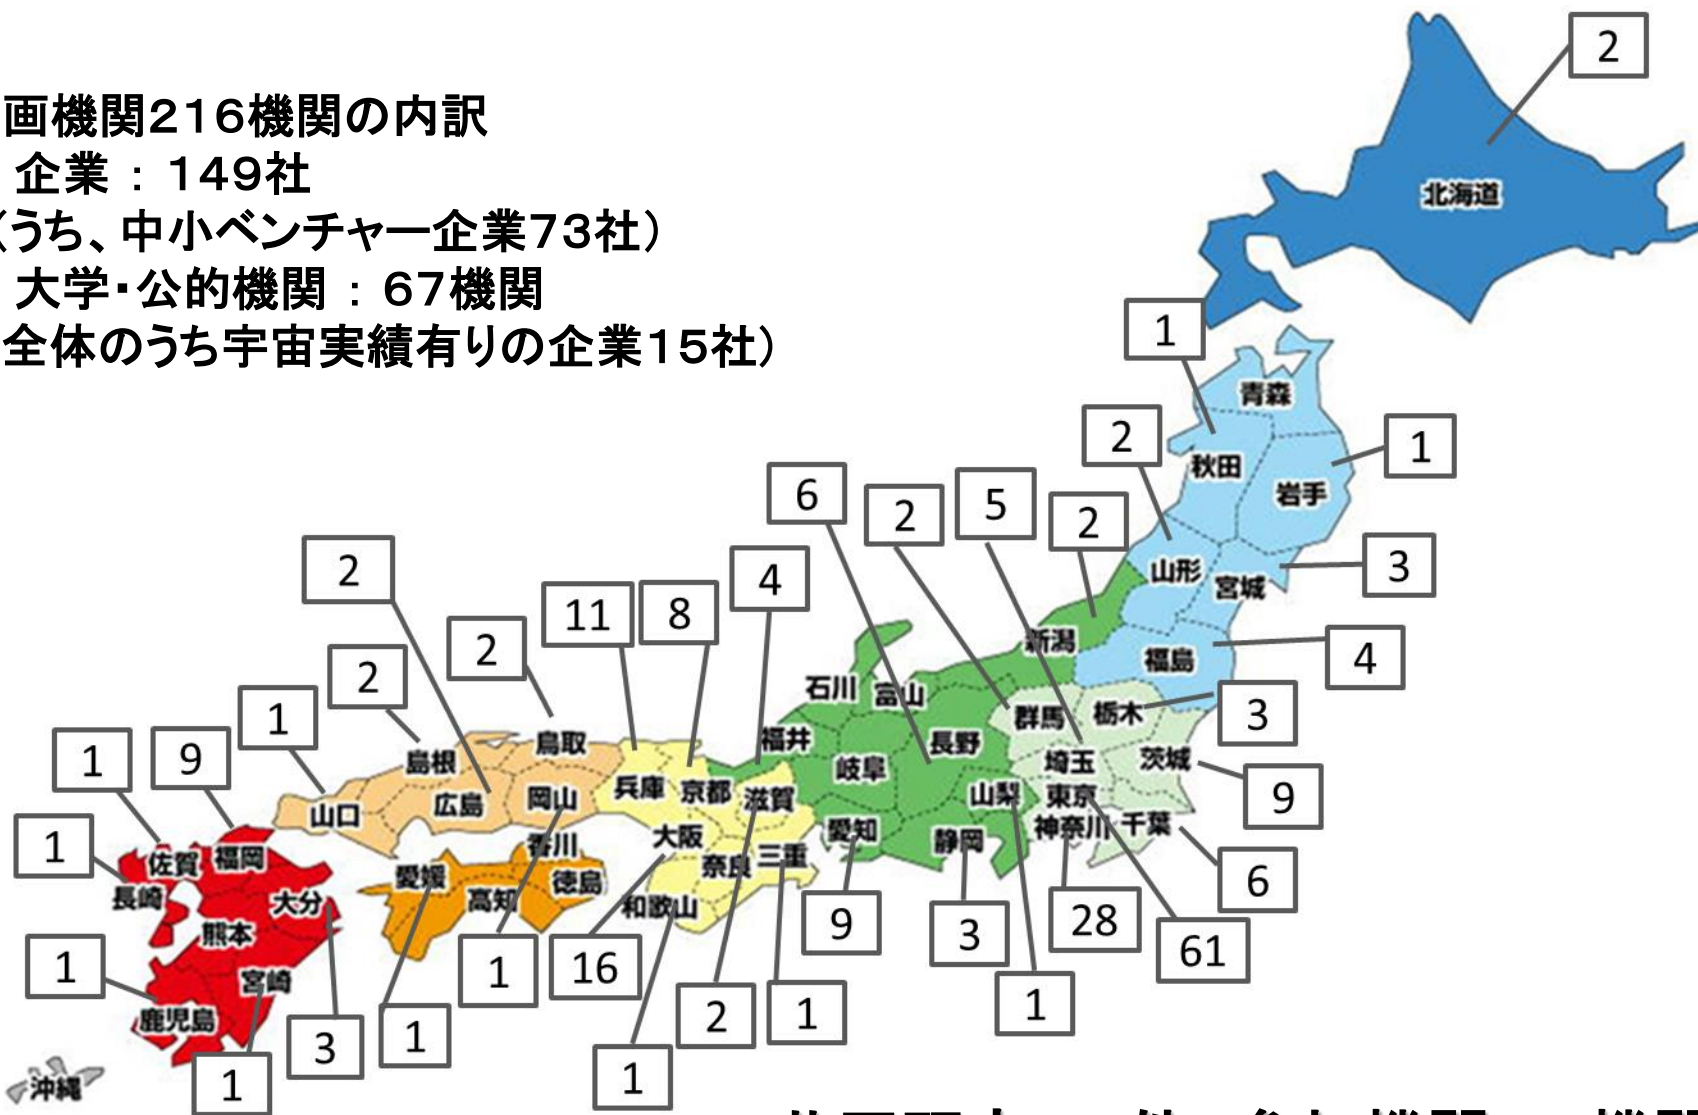 画機関216機関の内訳
企業：149社
（うち、中小ベンチャー企業73社）
大学・公的機関：67機関
全体のうち宇宙実績有りの企業15社）
2
北海道
1
青森
2
1
秋田
岩手
6
2
5
2
3
山形
宮城
2
11
8
4
新潟
福島
4
2
2
石川
富山
群馬
栃木
3
1
1
9
島根
鳥取
福井
長野
岐阜
埼玉
茨城
9
山口
広島
岡山
兵庫
京都
滋賀
山梨
東京
神奈川
千葉
1
佐賀
福岡
香川
大阪
愛知
静岡
奈良
三重
6
長崎
大分
愛媛
高知
徳島
和歌山
熊本
9
3
28
61
1
宮崎
1
16
鹿児島
3
1
2
1
1
沖縄
1
1